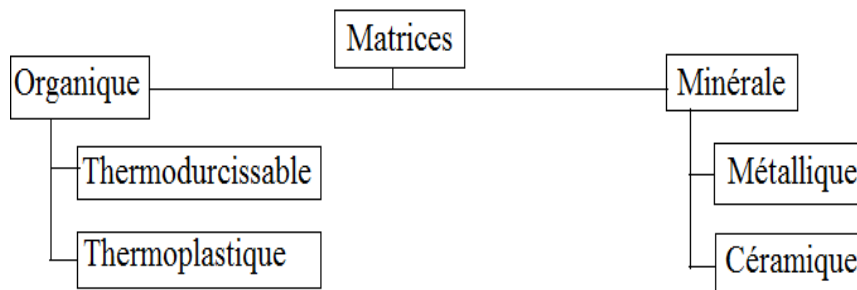 Matrices
Organique
Minérale
Thermodurcissable
Métallique
Thermoplastique
Céramique